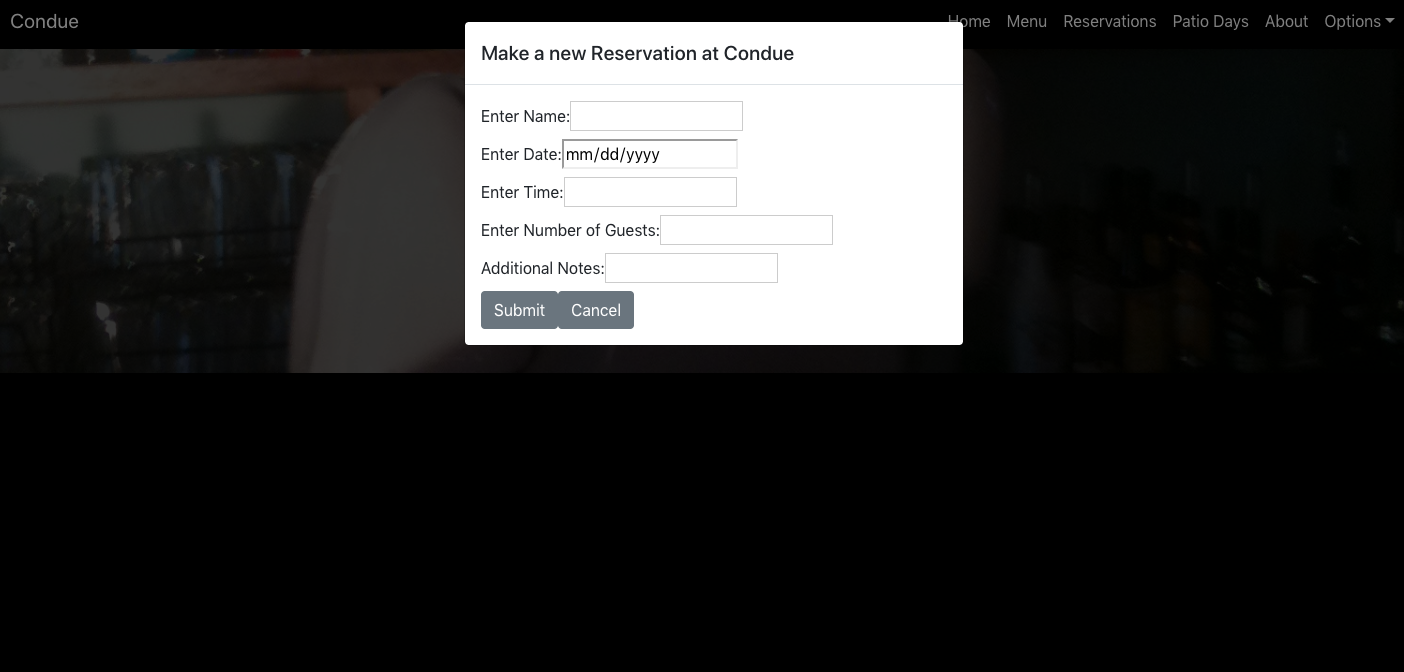 Condue
Home Menu Reservations Patio Days About Options
Make a new Reservation at Condue
Enter Name:
Enter Date: mm/dd/yyyy
Enter Time:
Enter Number of Guests:
Additional Notes:
Submit Cancel